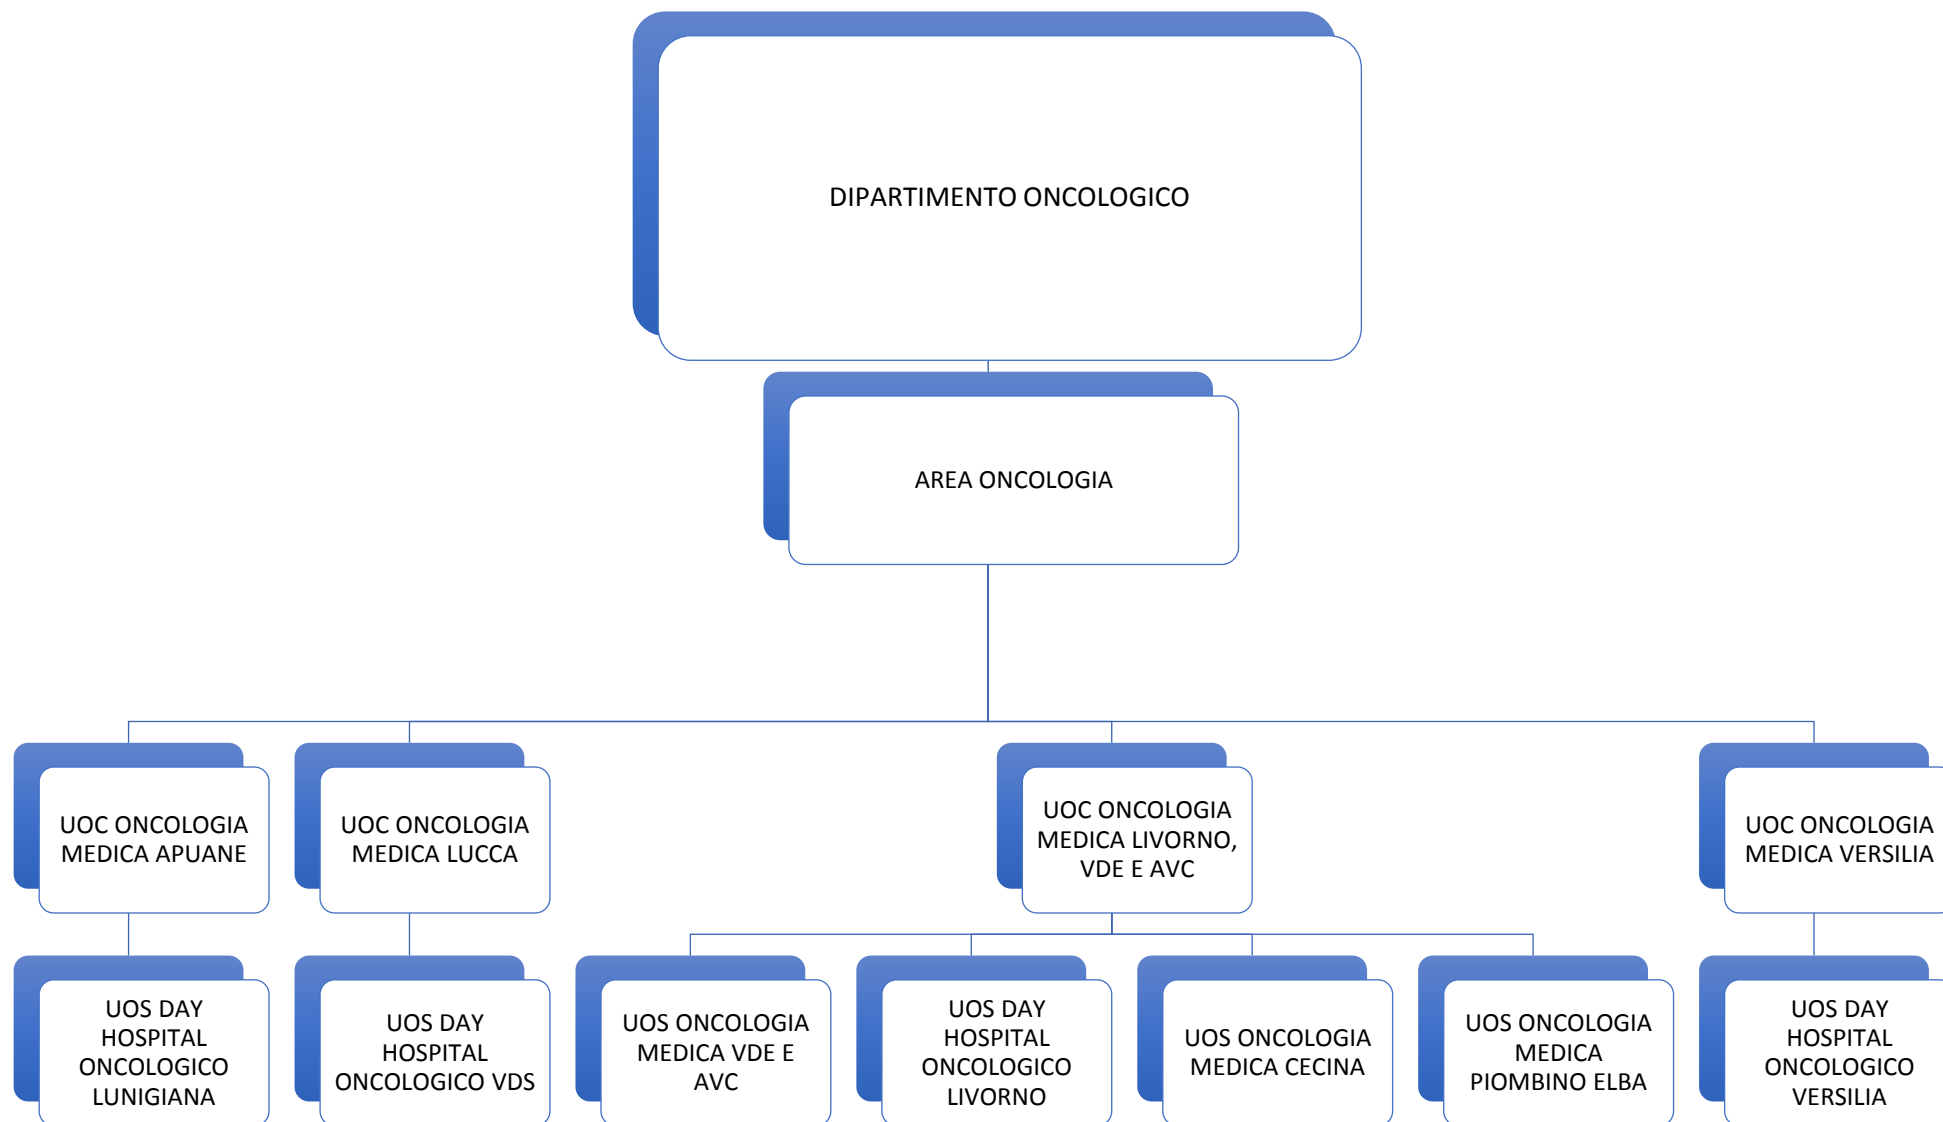 DIPARTIMENTO ONCOLOGICO
AREA ONCOLOGIA
UOC ONCOLOGIA
MEDICA APUANE
UOC ONCOLOGIA
MEDICA LUCCA
UOC ONCOLOGIA
MEDICA LIVORNO,
VDE E AVC
UOC ONCOLOGIA
MEDICA VERSILIA
UOS DAY
HOSPITAL
ONCOLOGICO
LUNIGIANA
UOS DAY
HOSPITAL
ONCOLOGICO VDS
UOS ONCOLOGIA
MEDICA VDE E
AVC
UOS DAY
HOSPITAL
ONCOLOGICO
LIVORNO
UOS ONCOLOGIA
MEDICA CECINA
UOS ONCOLOGIA
MEDICA
PIOMBINO ELBA
UOS DAY
HOSPITAL
ONCOLOGICO
VERSILIA